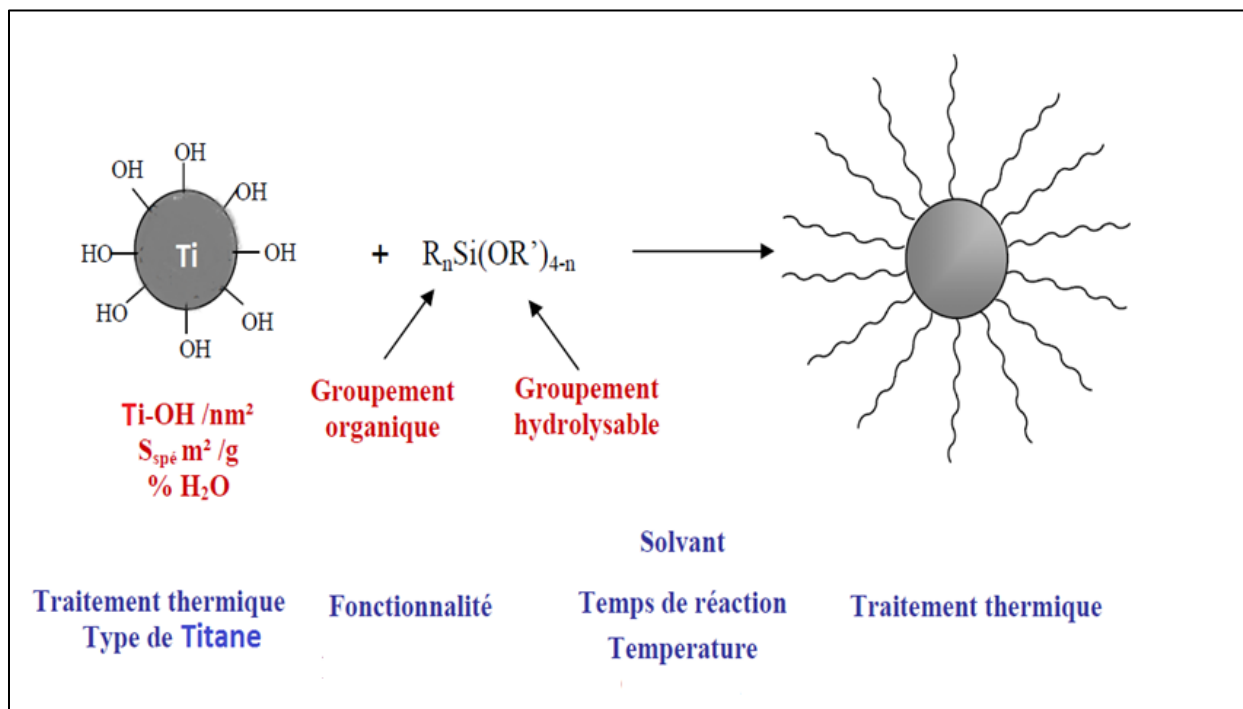 OH
OH
OH
HO
Ti
OH
HO
OH
OH
+
RₙSi(OR’)₄₋ₙ
Ti-OH /nm²
Sspé m² /g
% H₂O
Groupement
organique
Groupement
hydrolysable
Traitement thermique
Type de Titane
Fonctionnalité
Solvant
Temps de réaction
Temperature
Traitement thermique